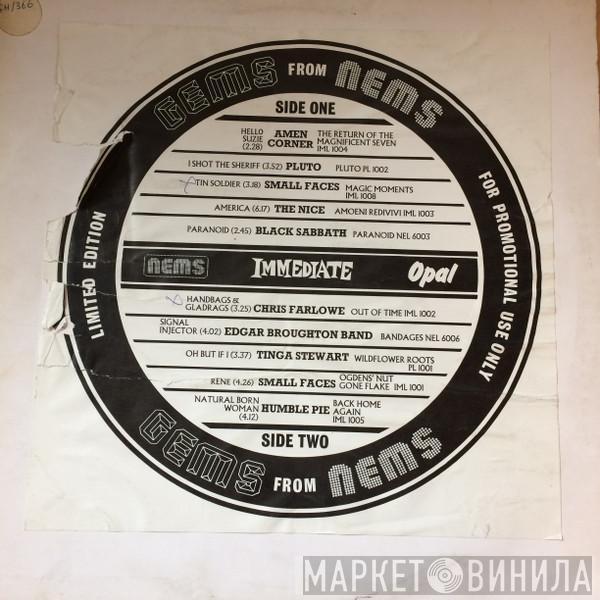 GH/366
GEMS FROM NEMS
SIDE ONE
HELLO SUZIE (2.28) AMEN CORNER THE RETURN OF THE MAGNIFICENT SEVEN IML 1004
I SHOT THE SHERIFF (3.52) PLUTO PLUTO PL 1002
TIN SOLDIER (3.18) SMALL FACES MAGIC MOMENTS IML 1008
AMERICA (6.17) THE NICE AMOENI REDIVIVI IML 1003
PARANOID (2.45) BLACK SABBATH PARANOID NEL 6003
LIMITED EDITION
FOR PROMOTIONAL USE ONLY
NEMS IMMEDIATE Opal
HANDBAGS & GLADRAGS (3.25) CHRIS FARLOWE OUT OF TIME IML 1002
SIGNAL INJECTOR (4.02) EDGAR BROUGHTON BAND BANDAGES NEL 6006
OH BUT IF I (3.37) TINGA STEWART WILDFLOWER ROOTS PL 1001
RENE (4.26) SMALL FACES OGDENS' NUT GONE FLAKE IML 1001
NATURAL BORN WOMAN (4.12) HUMBLE PIE BACK HOME AGAIN IML 1005
SIDE TWO
GEMS FROM NEMS
МАРКЕТ ВИНИЛА